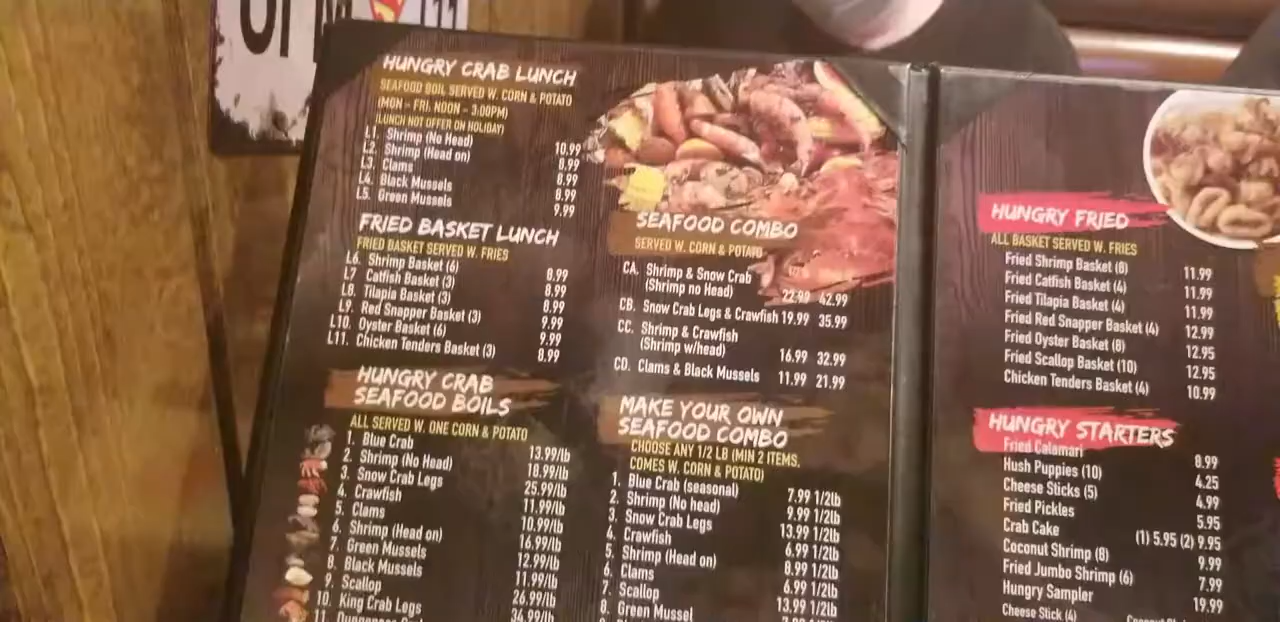 HUNGRY CRAB LUNCH
SEAFOOD BOIL SERVED W. CORN & POTATO
(MON - FRI, NOON - 3:00PM)
(LUNCH NOT OFFER ON HOLIDAY)
L1. Shrimp (No Head) 10.99
L2. Shrimp (Head on) 8.99
L3. Clams 8.99
L4. Black Mussels 8.99
L5. Green Mussels 9.99
FRIED BASKET LUNCH
FRIED BASKET SERVED W. FRIES
L6. Shrimp Basket (6) 8.99
L7 Catfish Basket (3) 8.99
L8. Tilapia Basket (3) 8.99
L9. Red Snapper Basket (3) 9.99
L10. Oyster Basket (6) 9.99
L11. Chicken Tenders Basket (3) 8.99
HUNGRY CRAB
SEAFOOD BOILS
ALL SERVED W. ONE CORN & POTATO
1. Blue Crab 13.99/lb
2. Shrimp (No Head) 18.99/lb
3. Snow Crab Legs 25.99/lb
4. Crawfish 11.99/lb
5. Clams 10.99/lb
6. Shrimp (Head on) 16.99/lb
7. Green Mussels 12.99/lb
8. Black Mussels 11.99/lb
9. Scallop 26.99/lb
10. King Crab Legs
11. 34.99/lb
SEAFOOD COMBO
SERVED W. CORN & POTATO
CA. Shrimp & Snow Crab
(Shrimp no Head) 22.99 42.99
CB. Snow Crab Legs & Crawfish 19.99 35.99
CC. Shrimp & Crawfish
(Shrimp w/head) 16.99 32.99
CD. Clams & Black Mussels 11.99 21.99
MAKE YOUR OWN
SEAFOOD COMBO
CHOOSE ANY 1/2 LB (MIN 2 ITEMS,
COMES W. CORN & POTATO)
1. Blue Crab (seasonal) 7.99 1/2lb
2. Shrimp (No head) 9.99 1/2lb
3. Snow Crab Legs 13.99 1/2lb
4. Crawfish 6.99 1/2lb
5. Shrimp (Head on) 8.99 1/2lb
6. Clams 6.99 1/2lb
7. Scallop 13.99 1/2lb
8. Green Mussel
HUNGRY FRIED
ALL BASKET SERVED W. FRIES
Fried Shrimp Basket (8) 11.99
Fried Catfish Basket (4) 11.99
Fried Tilapia Basket (4) 11.99
Fried Red Snapper Basket (4) 12.99
Fried Oyster Basket (8) 12.95
Fried Scallop Basket (10) 12.95
Chicken Tenders Basket (4) 10.99
HUNGRY STARTERS
Fried Calamari 8.99
Hush Puppies (10) 4.25
Cheese Sticks (5) 4.99
Fried Pickles 5.95
Crab Cake (1) 5.95 (2) 9.95
Coconut Shrimp (8) 9.99
Fried Jumbo Shrimp (6) 7.99
Hungry Sampler 19.99
Cheese Stick (4)